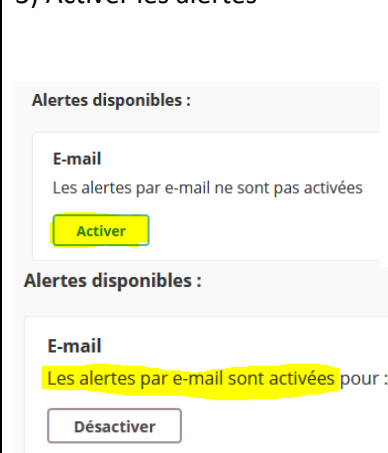 3) Activer les alertes
Alertes disponibles :
E-mail
Les alertes par e-mail ne sont pas activées
Activer
Alertes disponibles :
E-mail
Les alertes par e-mail sont activées pour :
Désactiver